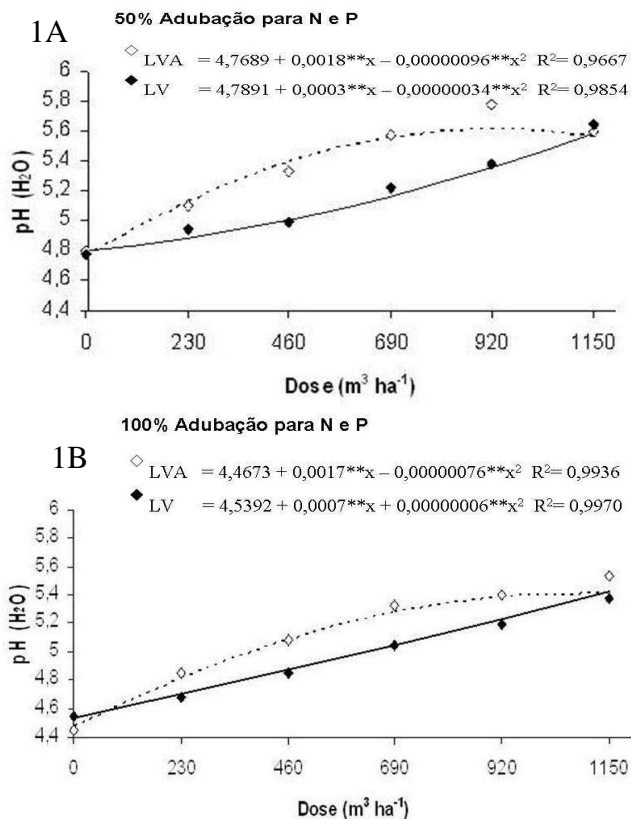 50% Adubação para N e P
1A
LVA = 4,7689 + 0,0018**x – 0,00000096**x² R²= 0,9667
LV = 4,7891 + 0,0003**x – 0,00000034**x² R²= 0,9854
6
5,8
5,6
5,4
5,2
5
4,8
4,6
4,4
pH (H₂O)
0 230 460 690 920 1150
Dose (m³ ha⁻¹)
100% Adubação para N e P
1B
LVA = 4,4673 + 0,0017**x – 0,00000076**x² R²= 0,9936
LV = 4,5392 + 0,0007**x + 0,00000006**x² R²= 0,9970
6
5,8
5,6
5,4
5,2
5
4,8
4,6
4,4
pH (H₂O)
0 230 460 690 920 1150
Dose (m³ ha⁻¹)